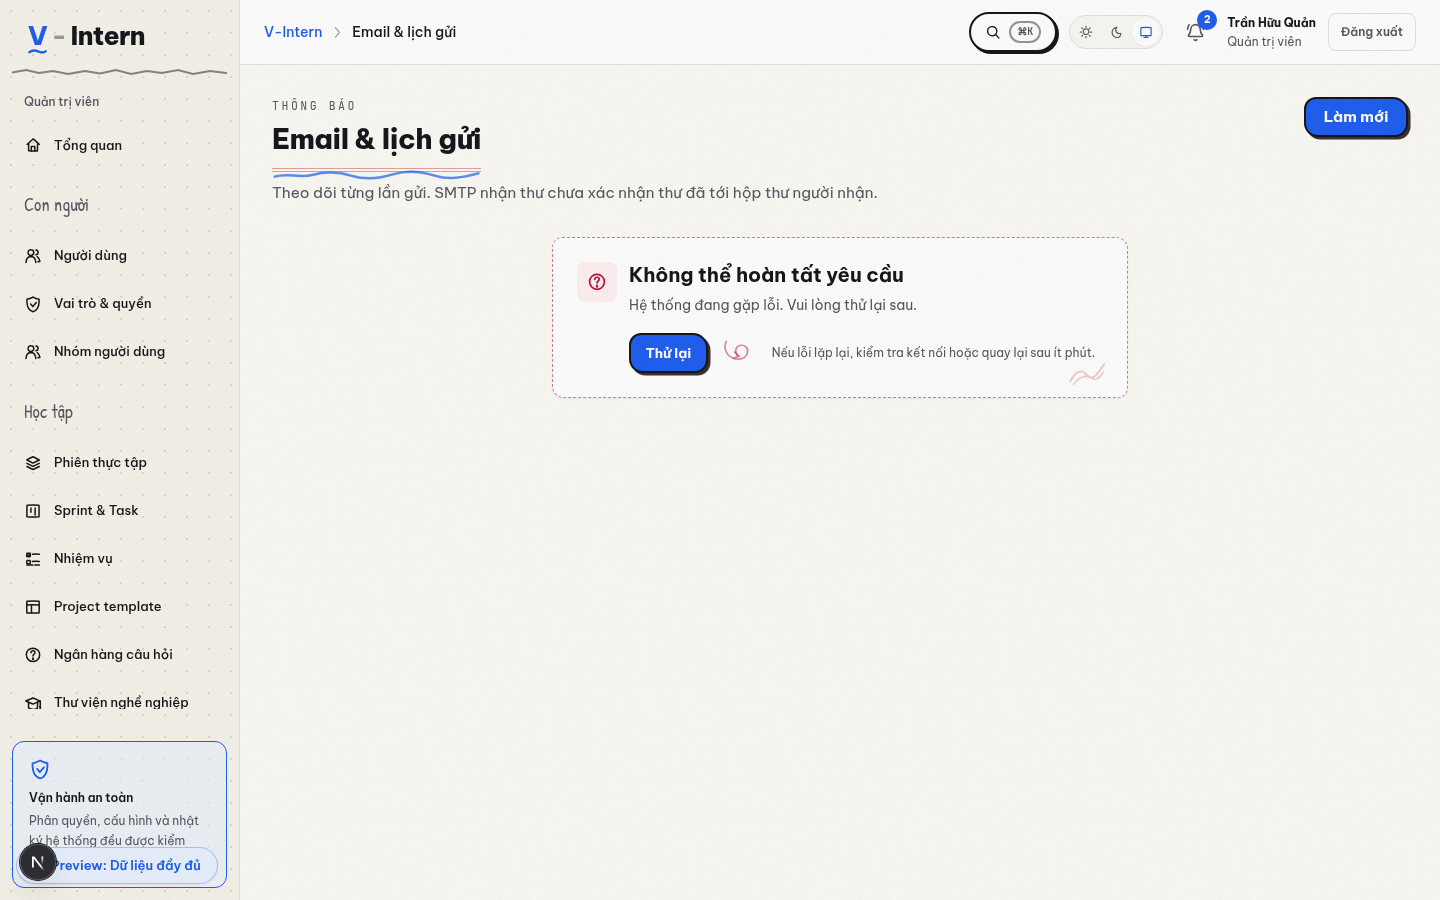 V - Intern
Quản trị viên
Tổng quan
Con người
Người dùng
Vai trò & quyền
Nhóm người dùng
Học tập
Phiên thực tập
Sprint & Task
Nhiệm vụ
Project template
Ngân hàng câu hỏi
Thư viện nghề nghiệp
Vận hành an toàn
Phân quyền, cấu hình và nhật
ký hệ thống đều được kiểm
Preview: Dữ liệu đầy đủ
N
V-Intern > Email & lịch gửi
⌘K
2
Trần Hữu Quản
Quản trị viên
Đăng xuất
THÔNG BÁO
Email & lịch gửi
Theo dõi từng lần gửi. SMTP nhận thư chưa xác nhận thư đã tới hộp thư người nhận.
Làm mới
Không thể hoàn tất yêu cầu
Hệ thống đang gặp lỗi. Vui lòng thử lại sau.
Thử lại
Nếu lỗi lặp lại, kiểm tra kết nối hoặc quay lại sau ít phút.